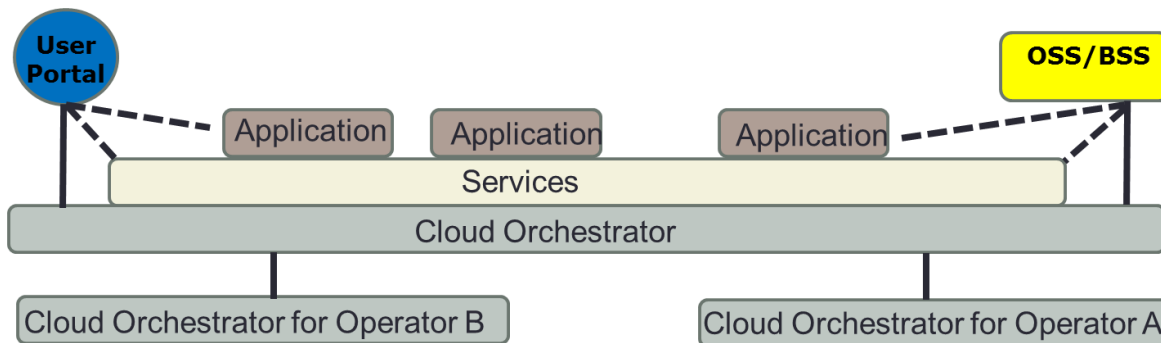 User
Portal
OSS/BSS
Application
Application
Application
Services
Cloud Orchestrator
Cloud Orchestrator for Operator B
Cloud Orchestrator for Operator A